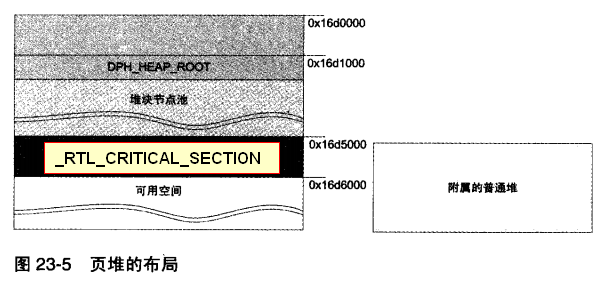 0x16d0000
DPH_HEAP_ROOT
0x16d1000
堆块节点池
_RTL_CRITICAL_SECTION
0x16d5000
0x16d6000
可用空间
附属的普通堆
图 23-5 页堆的布局